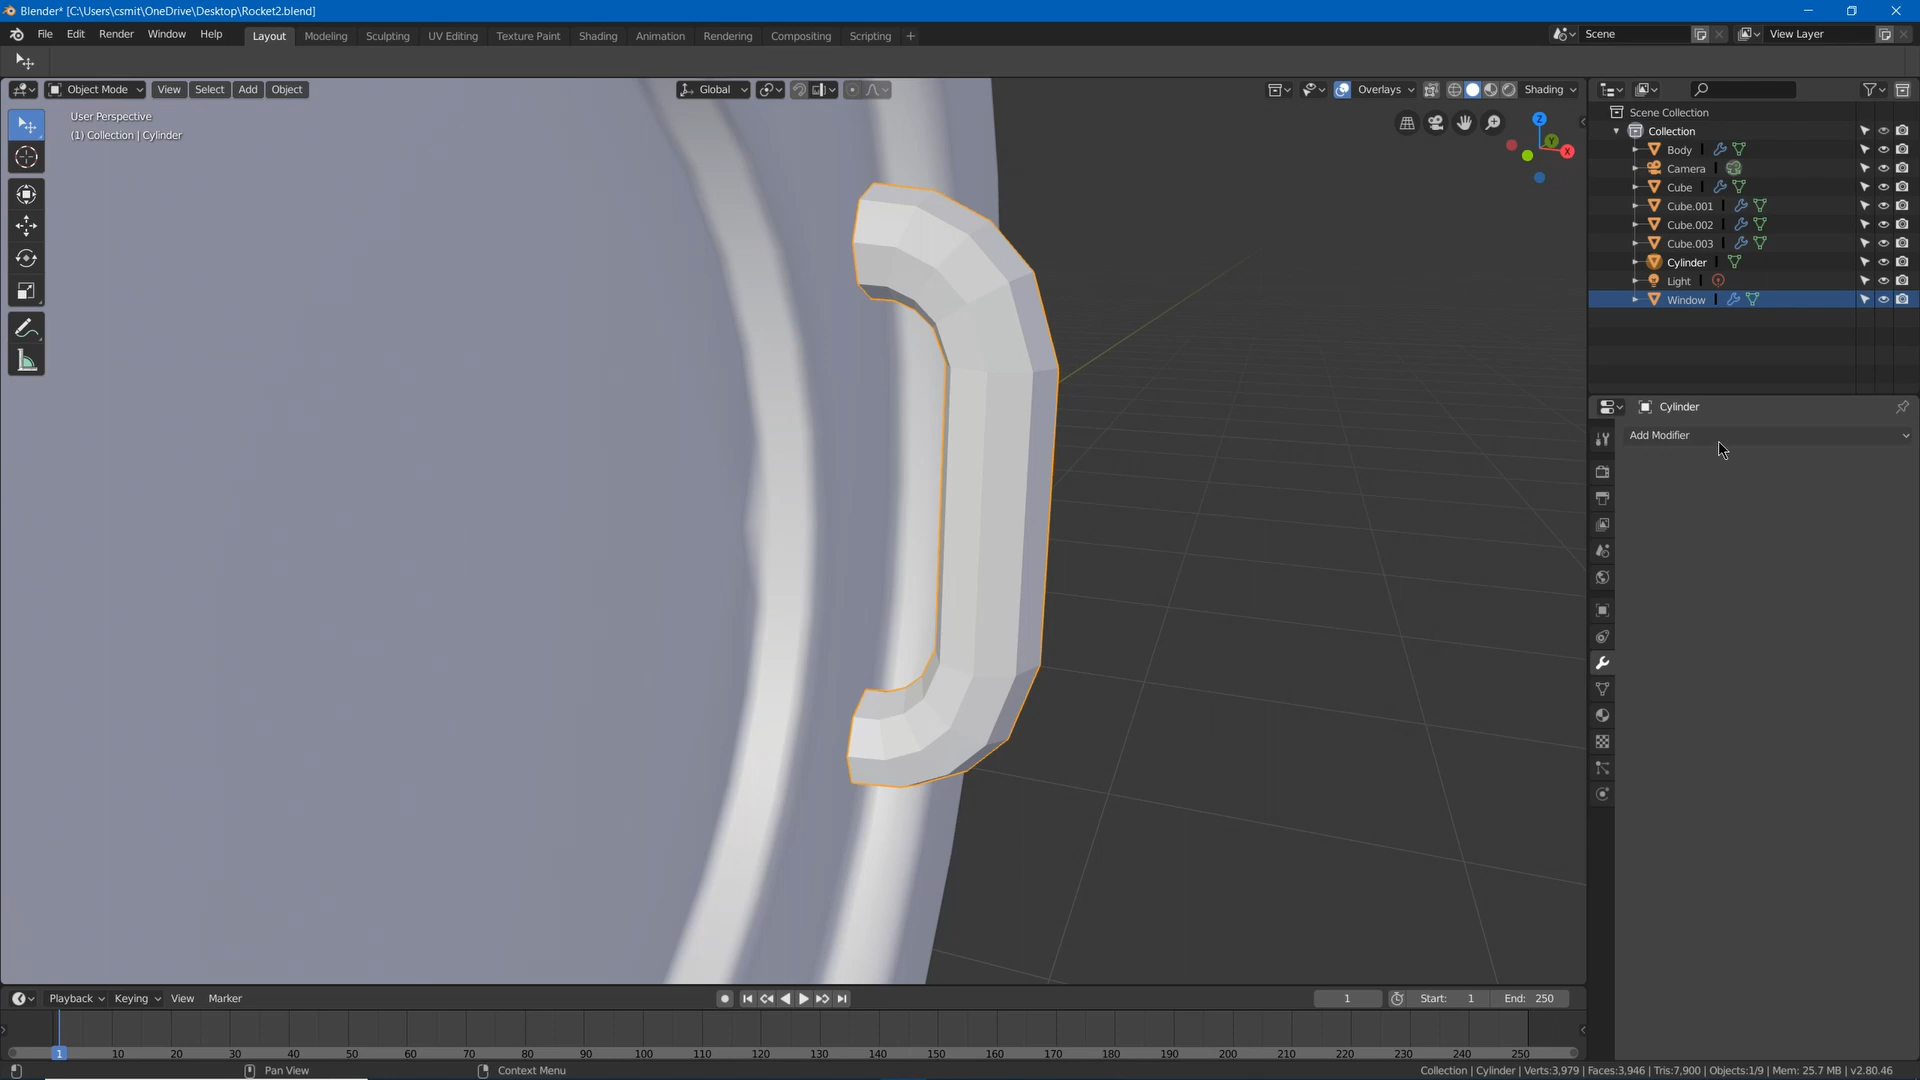 Blender* [C:\Users\csmit\OneDrive\Desktop\Rocket2.blend]
File Edit Render Window Help Layout Modeling Sculpting UV Editing Texture Paint Shading Animation Rendering Compositing Scripting + Scene View Layer
Object Mode View Select Add Object Global Overlays Shading
User Perspective
(1) Collection | Cylinder
Z
Y
X
Scene Collection
Collection
Body
Camera
Cube
Cube.001
Cube.002
Cube.003
Cylinder
Light
Window
Cylinder
Add Modifier
Playback Keying View Marker 1 Start: 1 End: 250
1 10 20 30 40 50 60 70 80 90 100 110 120 130 140 150 160 170 180 190 200 210 220 230 240 250
Pan View Context Menu Collection | Cylinder | Verts:3,979 | Faces:3,946 | Tris:7,900 | Objects:1/9 | Mem: 25.7 MB | v2.80.46